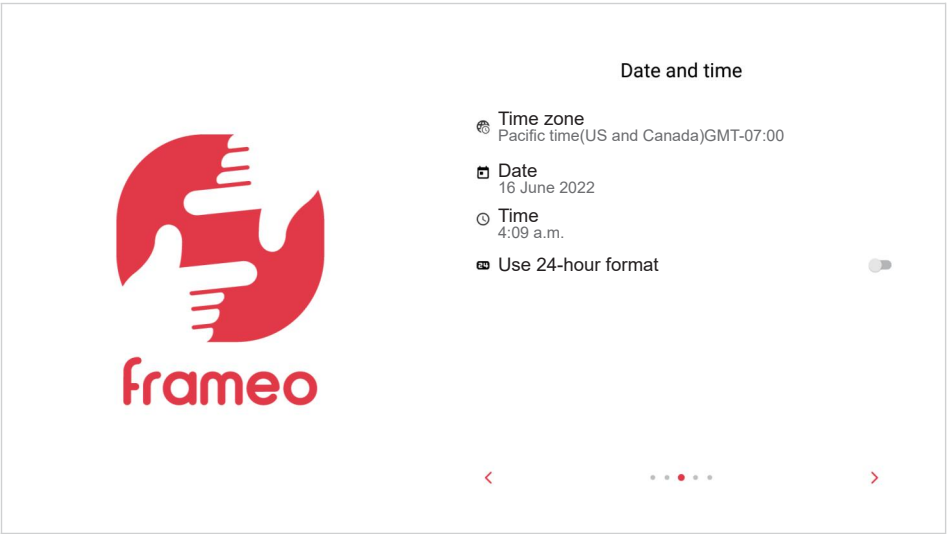 frameo
Date and time
Time zone
Pacific time(US and Canada)GMT-07:00
Date
16 June 2022
Time
4:09 a.m.
24 Use 24-hour format